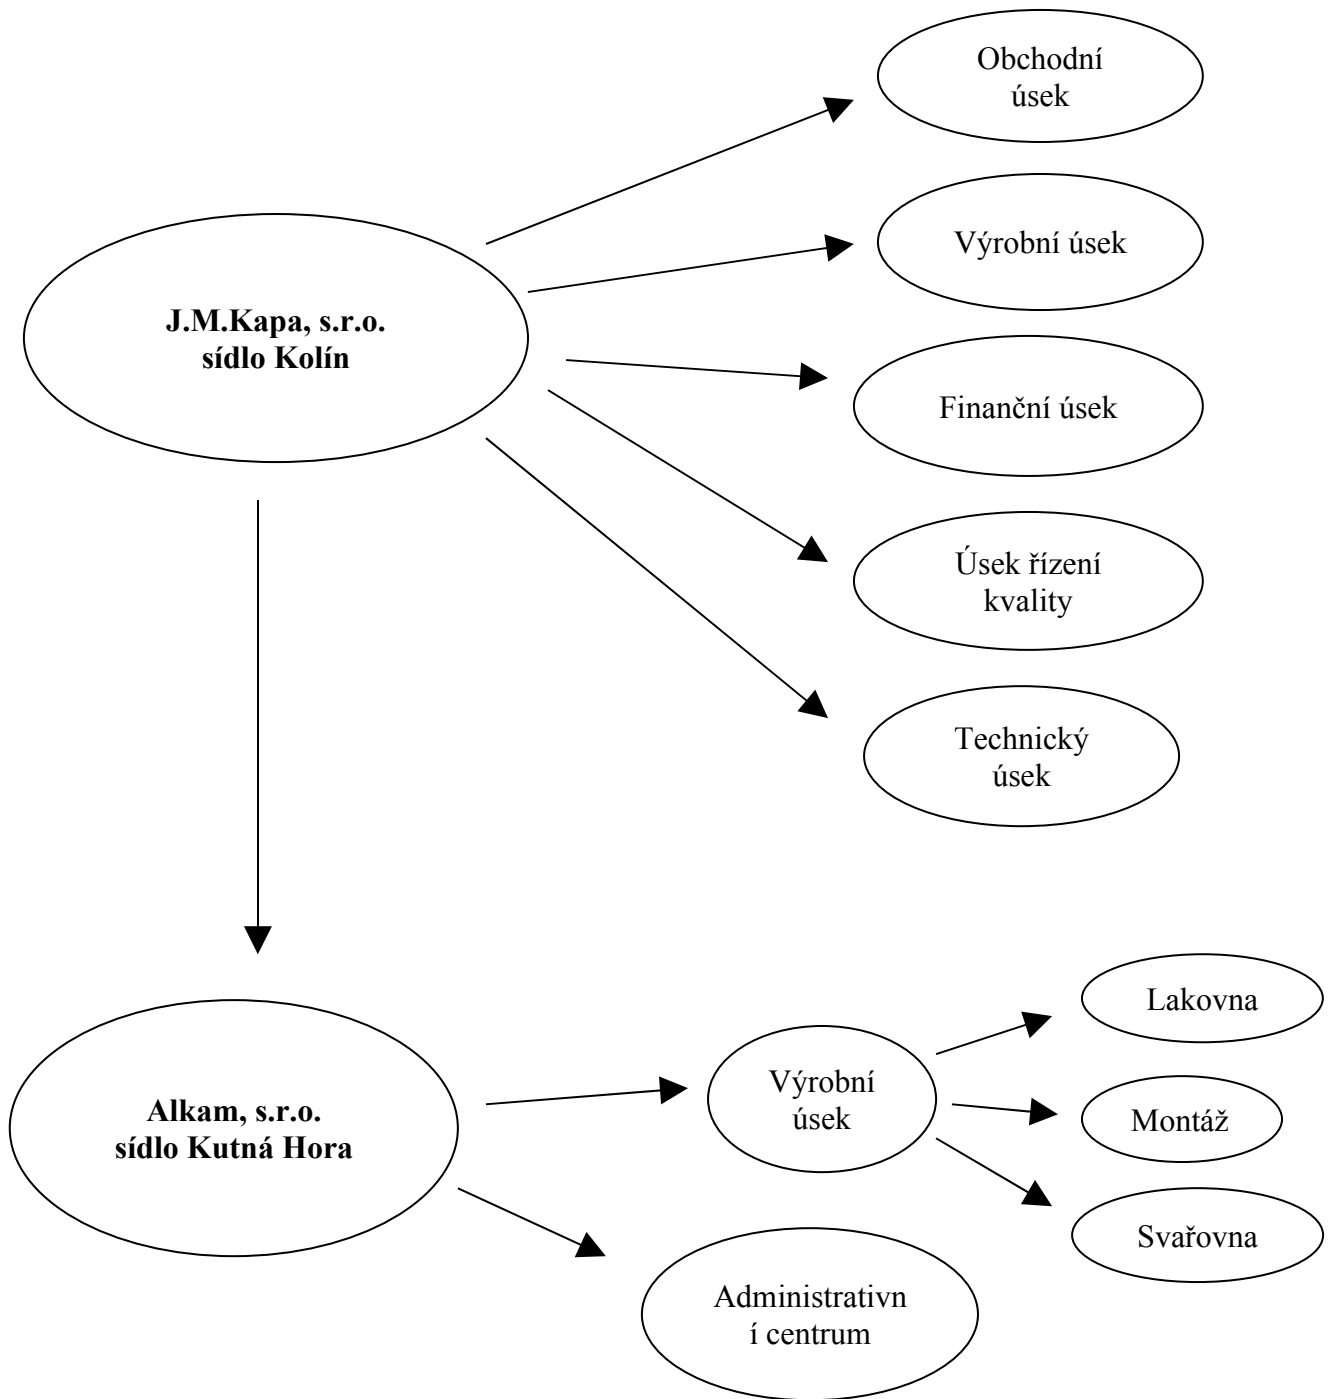 Obchodní
úsek
Výrobní úsek
J.M.Kapa, s.r.o.
sídlo Kolín
Finanční úsek
Úsek řízení
kvality
Technický
úsek
Lakovna
Výrobní
úsek
Alkam, s.r.o.
sídlo Kutná Hora
Montáž
Svařovna
Administrativn
í centrum